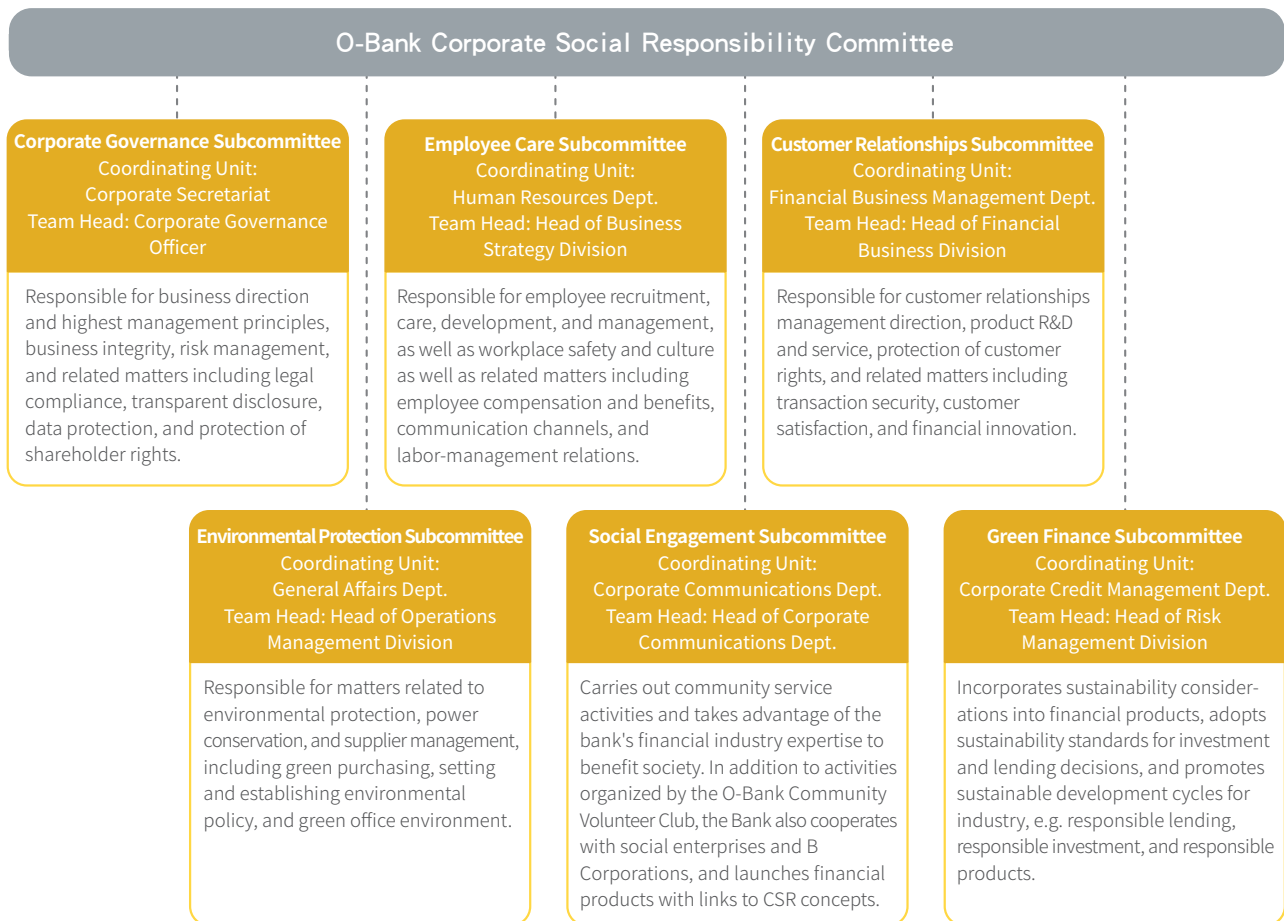 O-Bank Corporate Social Responsibility Committee
Corporate Governance Subcommittee
Coordinating Unit:
Corporate Secretariat
Team Head: Corporate Governance
Officer
Responsible for business direction
and highest management principles,
business integrity, risk management,
and related matters including legal
compliance, transparent disclosure,
data protection, and protection of
shareholder rights.
Employee Care Subcommittee
Coordinating Unit:
Human Resources Dept.
Team Head: Head of Business
Strategy Division
Responsible for employee recruitment,
care, development, and management,
as well as workplace safety and culture
as well as related matters including
employee compensation and benefits,
communication channels, and
labor-management relations.
Customer Relationships Subcommittee
Coordinating Unit:
Financial Business Management Dept.
Team Head: Head of Financial
Business Division
Responsible for customer relationships
management direction, product R&D
and service, protection of customer
rights, and related matters including
transaction security, customer
satisfaction, and financial innovation.
Environmental Protection Subcommittee
Coordinating Unit:
General Affairs Dept.
Team Head: Head of Operations
Management Division
Responsible for matters related to
environmental protection, power
conservation, and supplier management,
including green purchasing, setting
and establishing environmental
policy, and green office environment.
Social Engagement Subcommittee
Coordinating Unit:
Corporate Communications Dept.
Team Head: Head of Corporate
Communications Dept.
Carries out community service
activities and takes advantage of the
bank's financial industry expertise to
benefit society. In addition to activities
organized by the O-Bank Community
Volunteer Club, the Bank also cooperates
with social enterprises and B
Corporations, and launches financial
products with links to CSR concepts.
Green Finance Subcommittee
Coordinating Unit:
Corporate Credit Management Dept.
Team Head: Head of Risk
Management Division
Incorporates sustainability consider-
ations into financial products, adopts
sustainability standards for investment
and lending decisions, and promotes
sustainable development cycles for
industry, e.g. responsible lending,
responsible investment, and responsible
products.